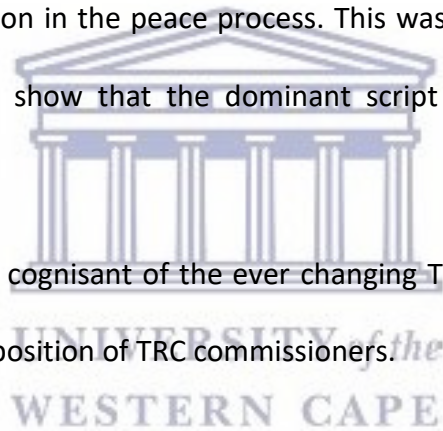 on in the peace process. This was
show that the dominant script
cognisant of the ever changing T
UNIVERSITY of the
position of TRC commissioners.
WESTERN CAPE